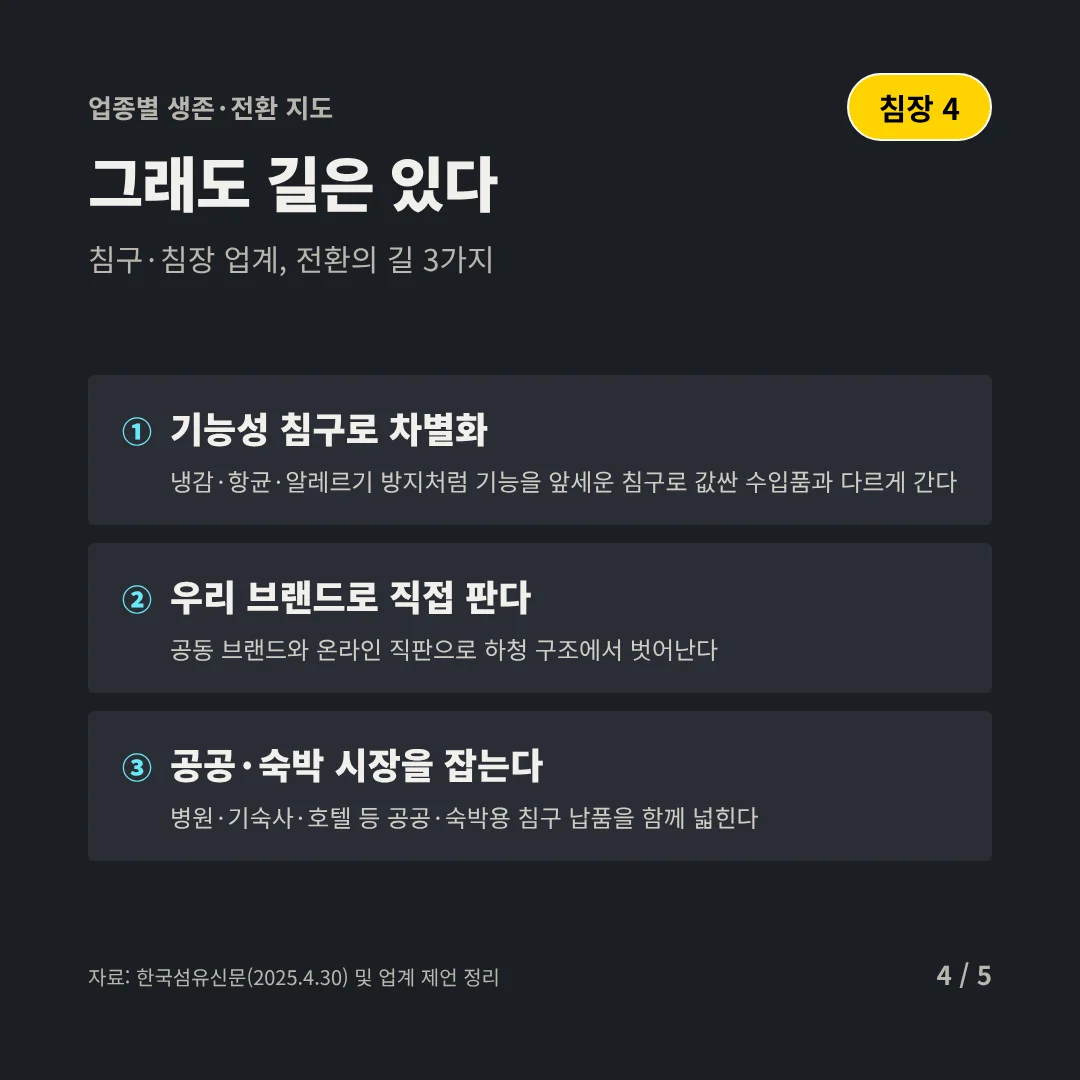 업종별 생존·전환 지도
침장 4
그래도 길은 있다
침구·침장 업계, 전환의 길 3가지
① 기능성 침구로 차별화
냉감·항균·알레르기 방지처럼 기능을 앞세운 침구로 값싼 수입품과 다르게 간다
② 우리 브랜드로 직접 판다
공동 브랜드와 온라인 직판으로 하청 구조에서 벗어난다
③ 공공·숙박 시장을 잡는다
병원·기숙사·호텔 등 공공·숙박용 침구 납품을 함께 넓힌다
자료: 한국섬유신문(2025.4.30) 및 업계 제언 정리
4 / 5